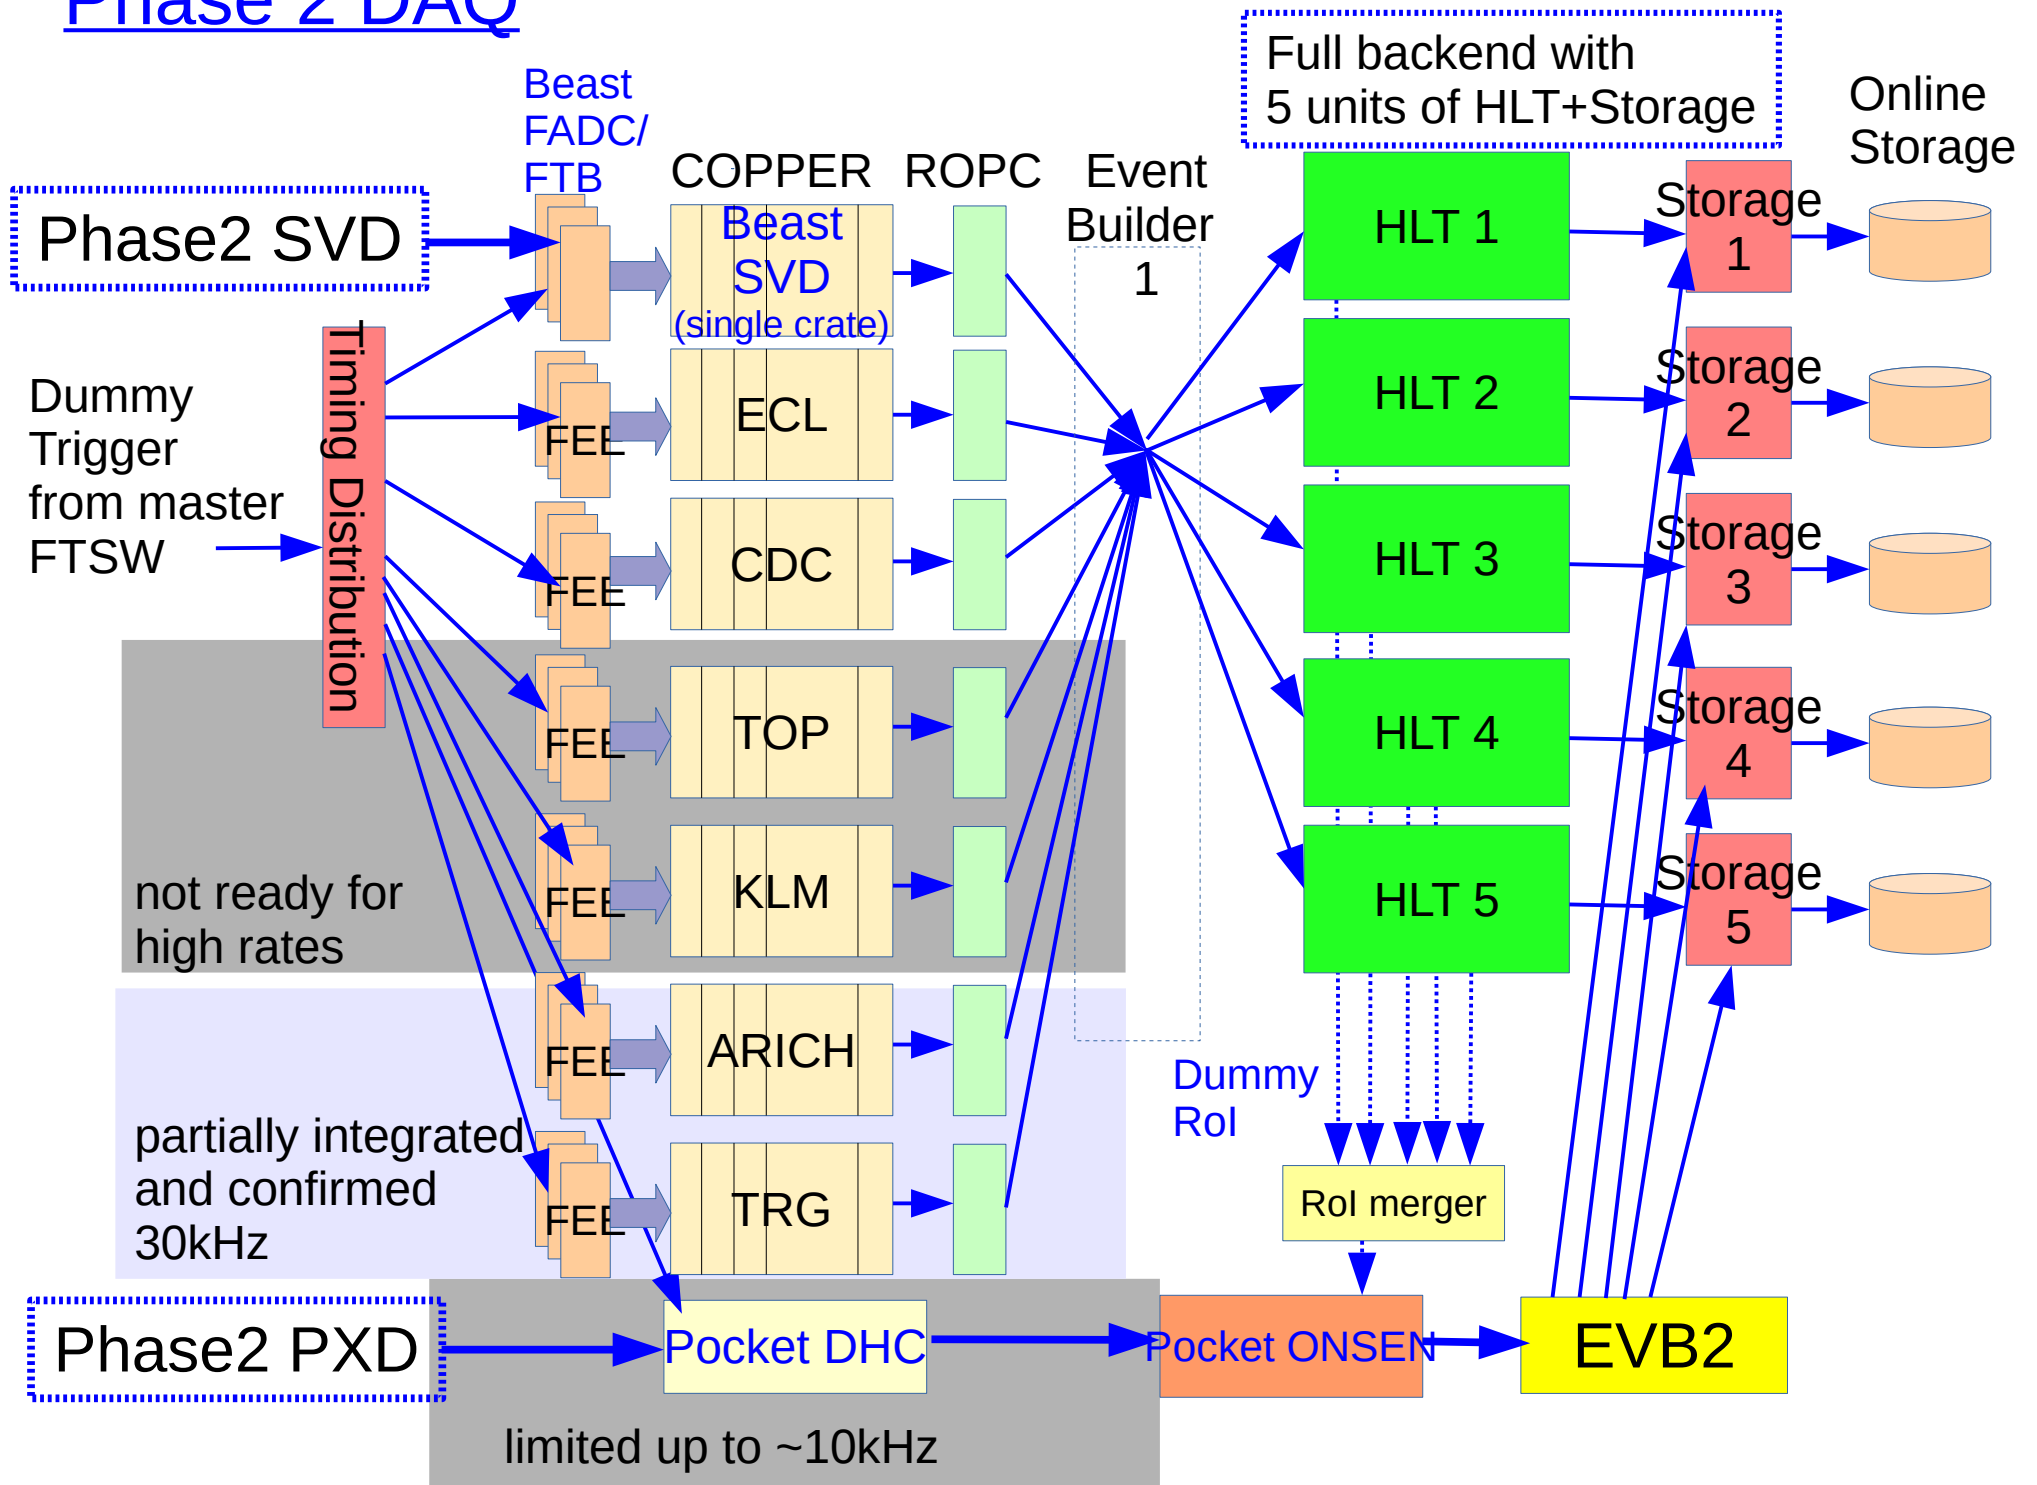 Phase 2 DAQ
Full backend with
5 units of HLT+Storage
Online
Storage
Beast
FADC/
FTB
COPPER
ROPC
Event
Builder
1
Phase2 SVD
Beast
SVD
(single crate)
HLT 1
Storage
1
Timing Distribution
Dummy
Trigger
from master
FTSW
FEE
ECL
HLT 2
Storage
2
FEE
CDC
HLT 3
Storage
3
FEE
TOP
HLT 4
Storage
4
not ready for
high rates
FEE
KLM
HLT 5
Storage
5
FEE
ARICH
Dummy
RoI
partially integrated
and confirmed
30kHz
FEE
TRG
RoI merger
Phase2 PXD
Pocket DHC
Pocket ONSEN
EVB2
limited up to ~10kHz